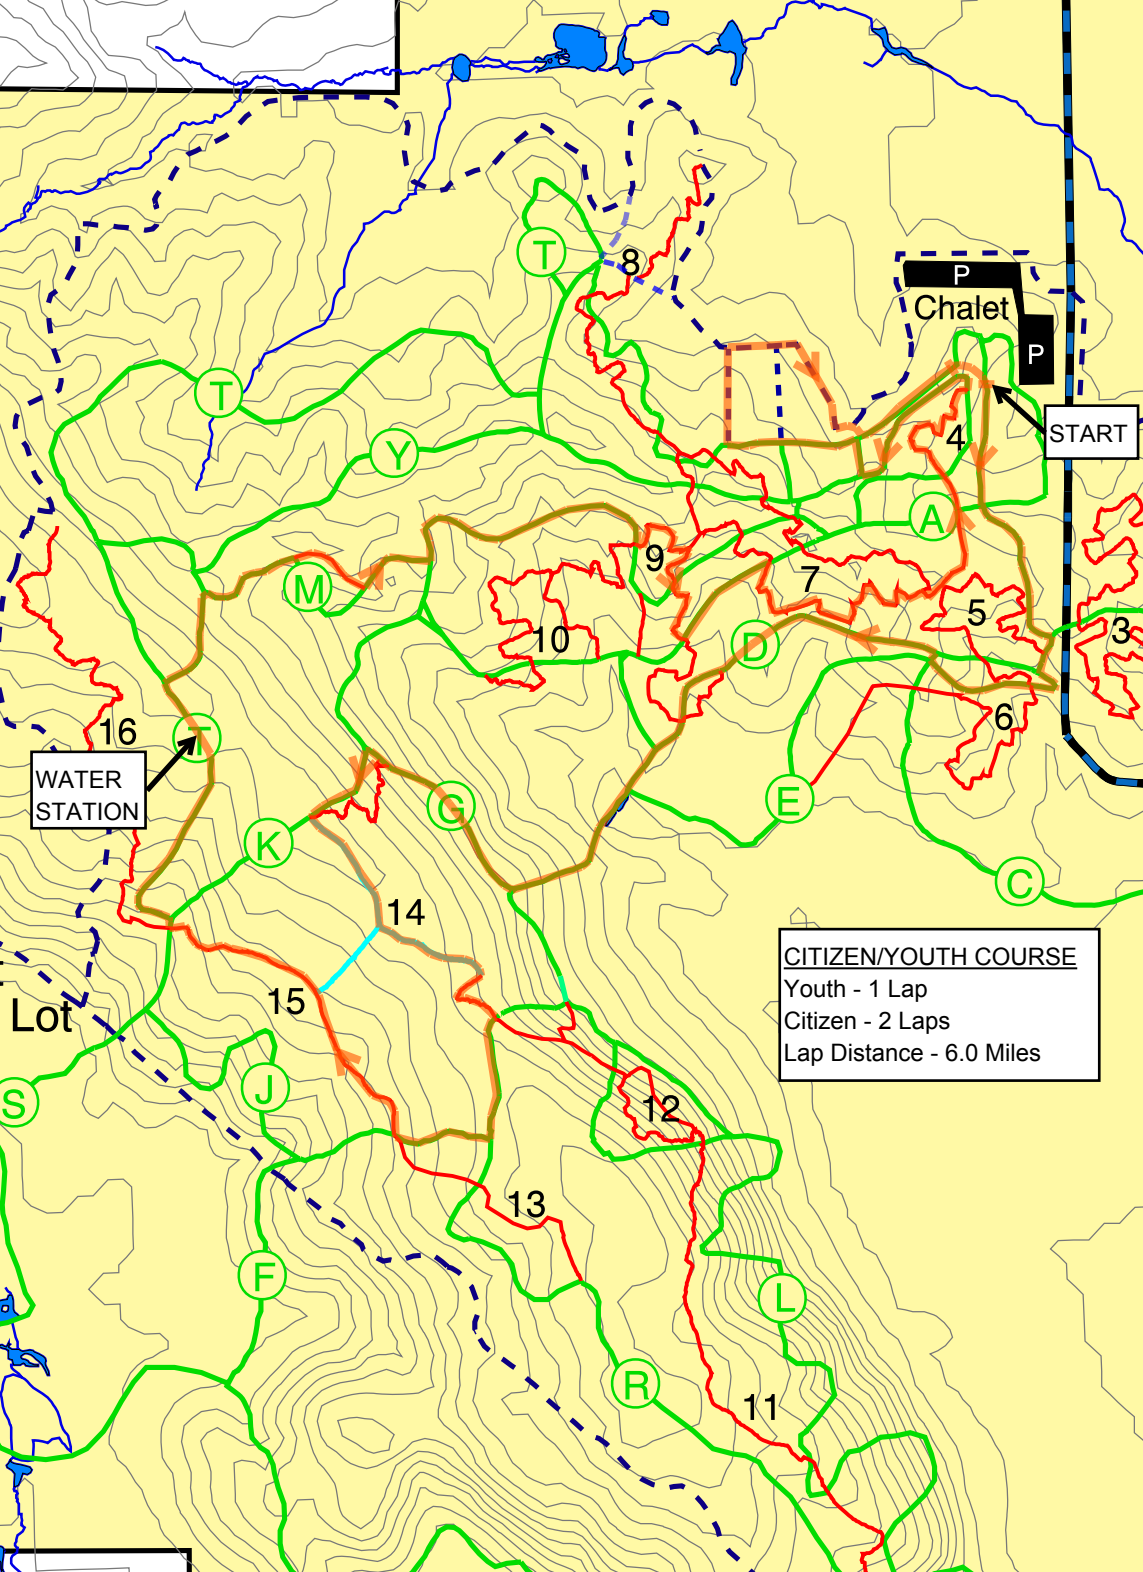 T
8
P
Chalet
P
T
START
4
Y
A
9
7
M
5
10
D
3
6
16
T
WATER
STATION
E
G
K
C
14
CITIZEN/YOUTH COURSE
Youth - 1 Lap
Citizen - 2 Laps
Lap Distance - 6.0 Miles
15
Lot
J
S
12
13
F
L
R
11